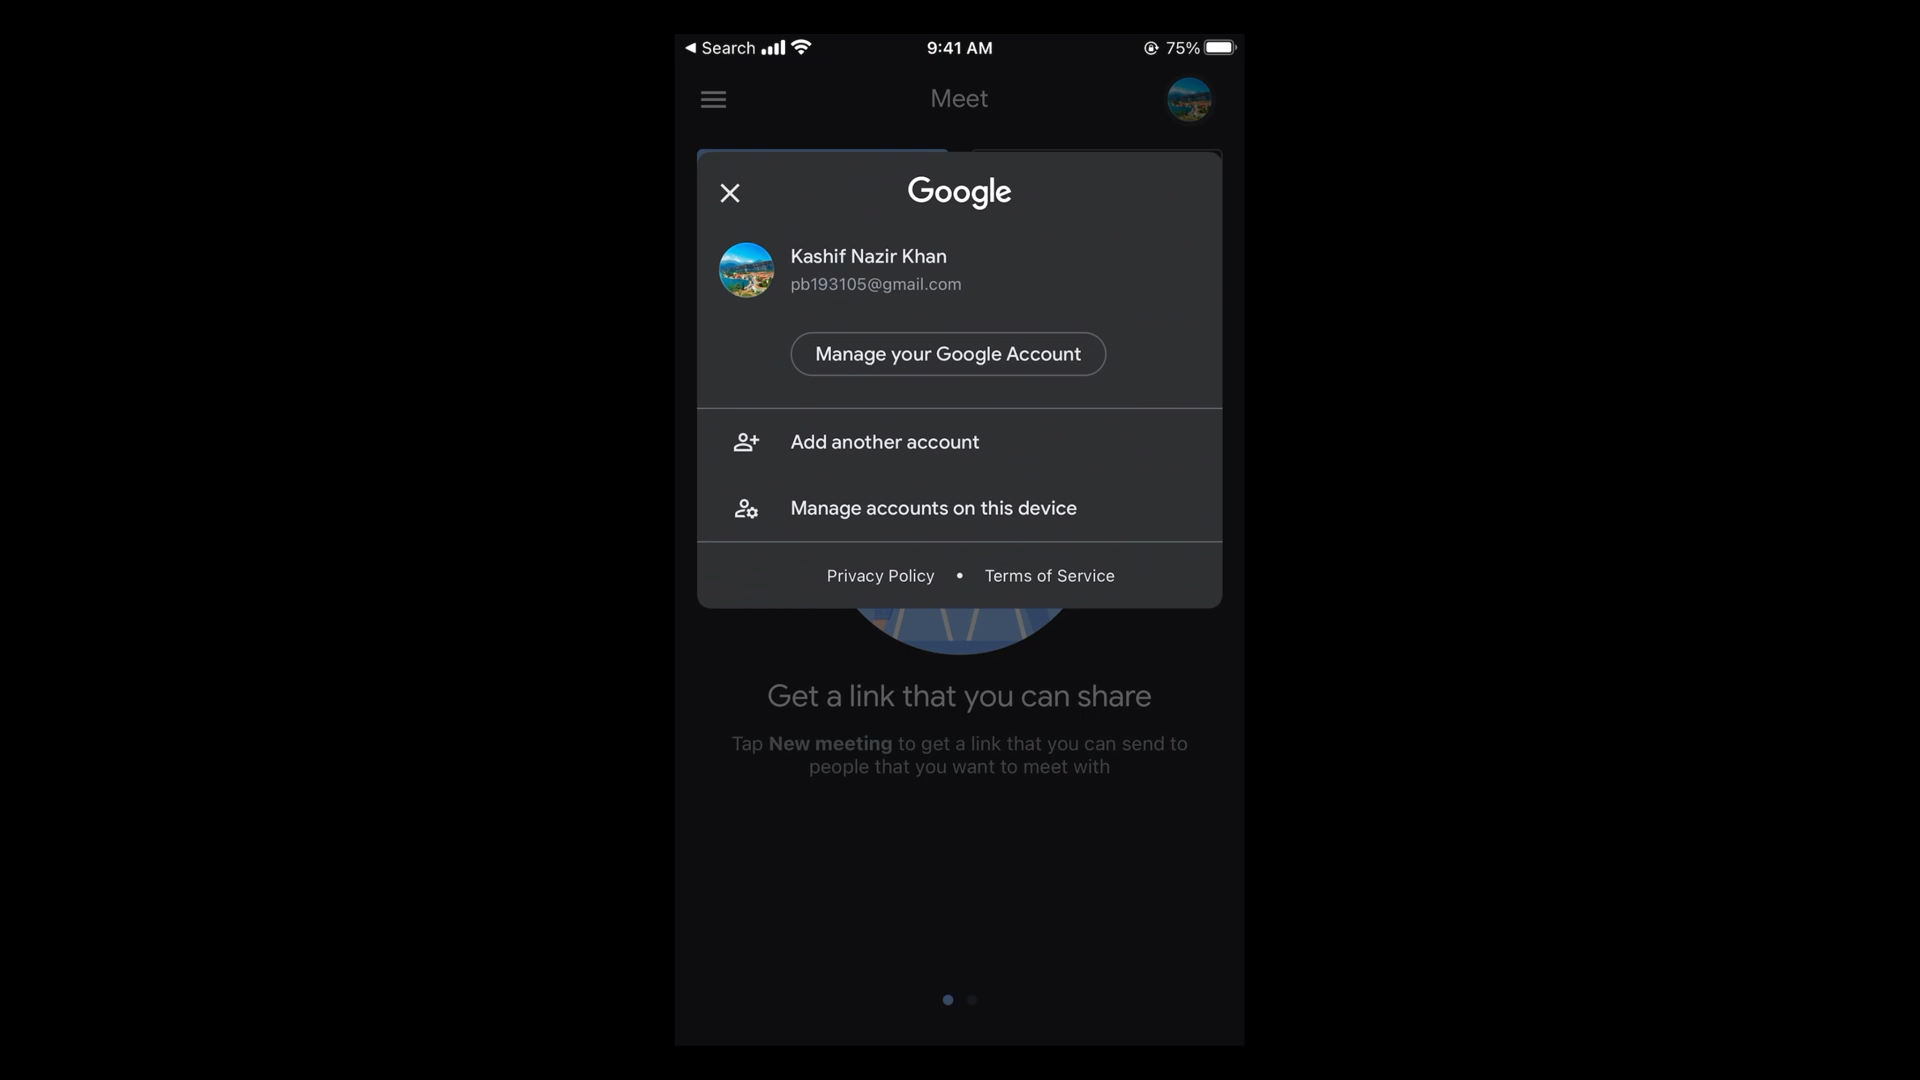 ◀ Search
9:41 AM
75%
Meet
Google
Kashif Nazir Khan
pb193105@gmail.com
Manage your Google Account
Add another account
Manage accounts on this device
Privacy Policy • Terms of Service
Get a link that you can share
Tap New meeting to get a link that you can send to
people that you want to meet with